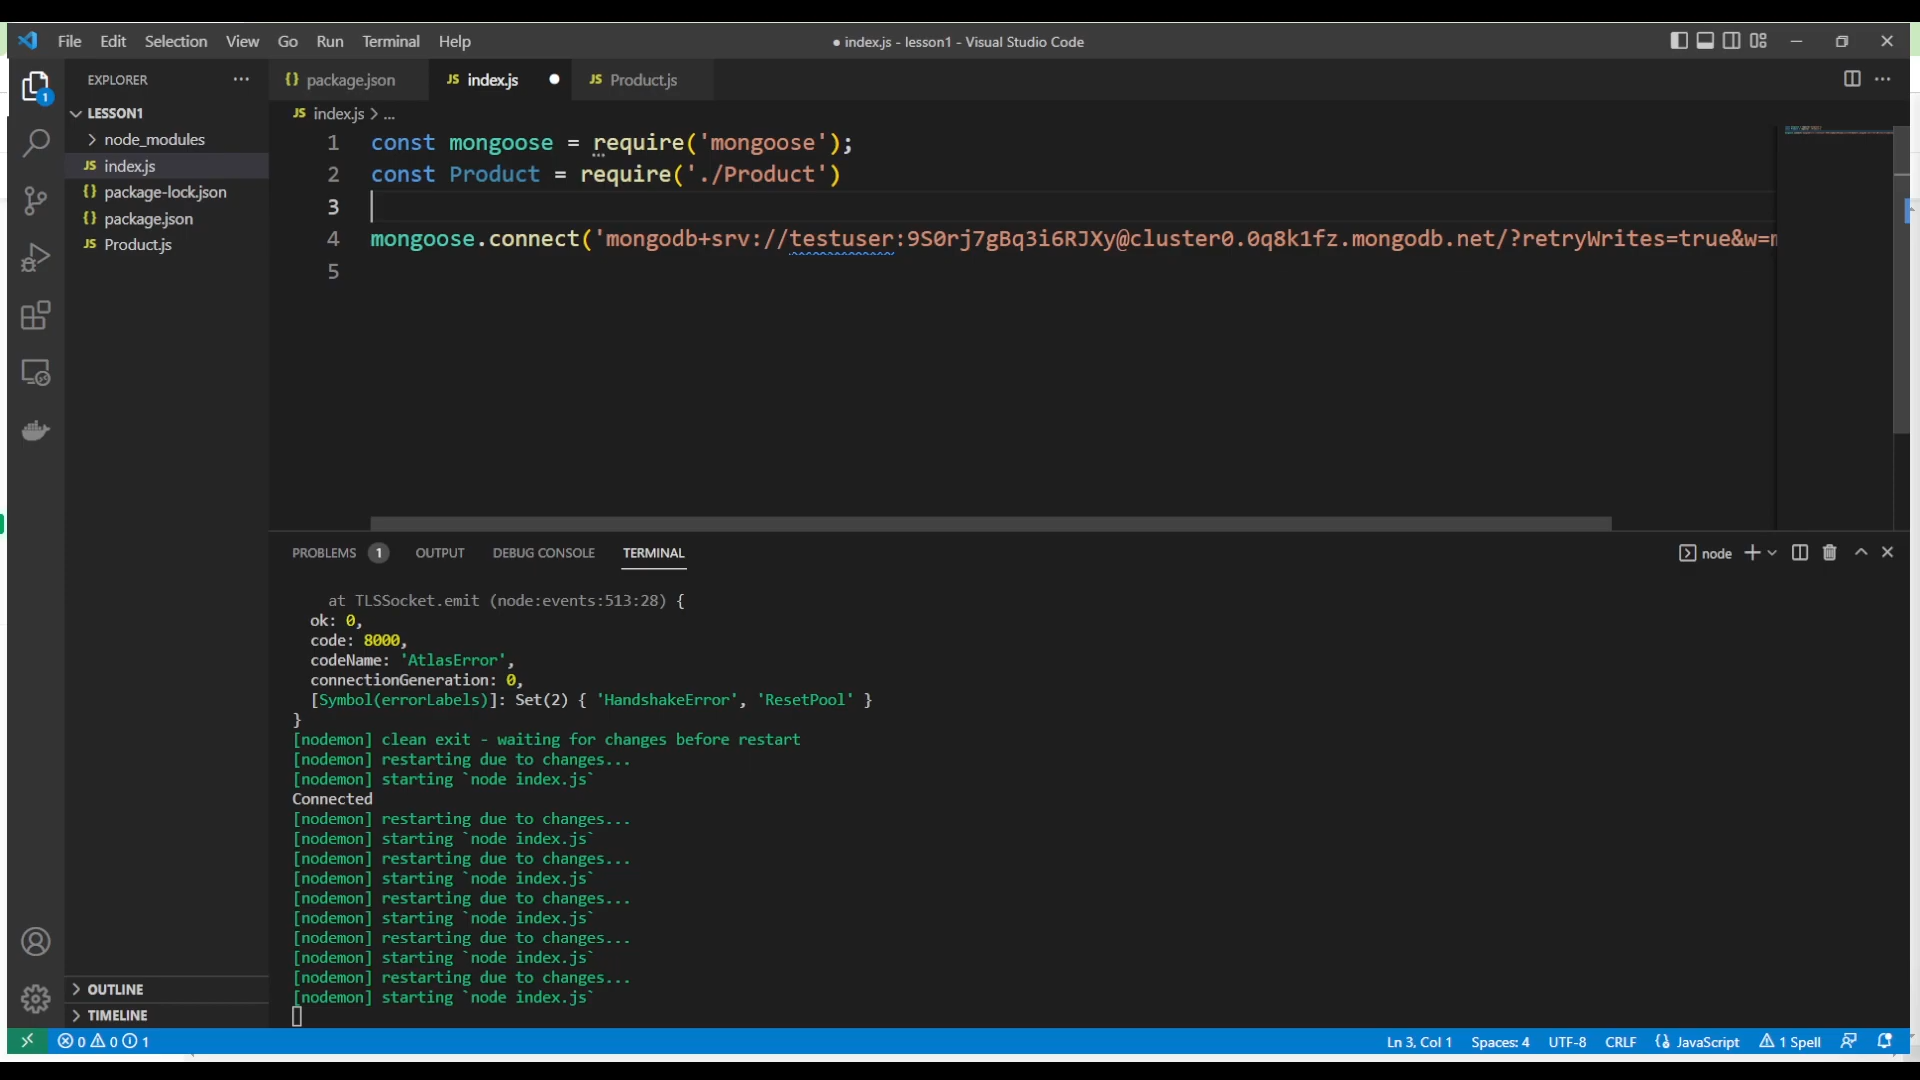 File Edit Selection View Go Run Terminal Help
● index.js - lesson1 - Visual Studio Code
EXPLORER ...
{} package.json
JS index.js ●
JS Product.js
1
LESSON1
node_modules
JS index.js
{} package-lock.json
{} package.json
JS Product.js
OUTLINE
TIMELINE
JS index.js > ...
1 const mongoose = require('mongoose');
2 const Product = require('./Product')
3
4 mongoose.connect('mongodb+srv://testuser:9S0rj7gBq3i6RJXy@cluster0.0q8k1fz.mongodb.net/?retryWrites=true&w=
5
PROBLEMS 1 OUTPUT DEBUG CONSOLE TERMINAL
node
at TLSSocket.emit (node:events:513:28) {
ok: 0,
code: 8000,
codeName: 'AtlasError',
connectionGeneration: 0,
[Symbol(errorLabels)]: Set(2) { 'HandshakeError', 'ResetPool' }
}
[nodemon] clean exit - waiting for changes before restart
[nodemon] restarting due to changes...
[nodemon] starting `node index.js`
Connected
[nodemon] restarting due to changes...
[nodemon] starting `node index.js`
[nodemon] restarting due to changes...
[nodemon] starting `node index.js`
[nodemon] restarting due to changes...
[nodemon] starting `node index.js`
[nodemon] restarting due to changes...
[nodemon] starting `node index.js`
[nodemon] restarting due to changes...
[nodemon] starting `node index.js`
0 0 1
Ln 3, Col 1 Spaces: 4 UTF-8 CRLF {} JavaScript 1 Spell